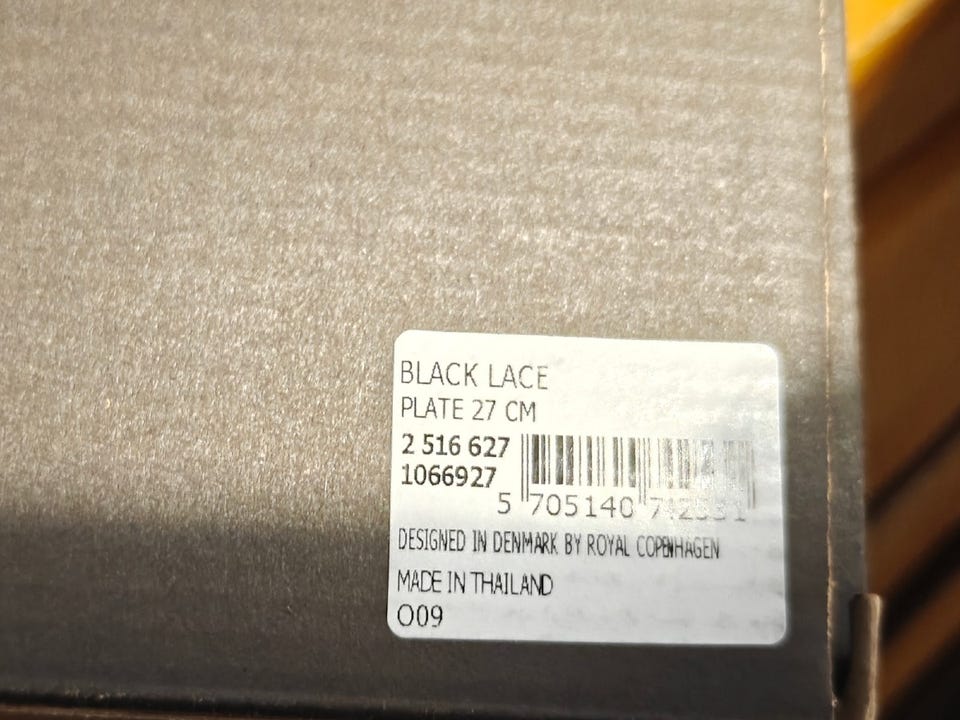 BLACK LACE
PLATE 27 CM
2 516 627
1066927
5 705140
DESIGNED IN DENMARK BY ROYAL COPENHAGEN
MADE IN THAILAND
O09